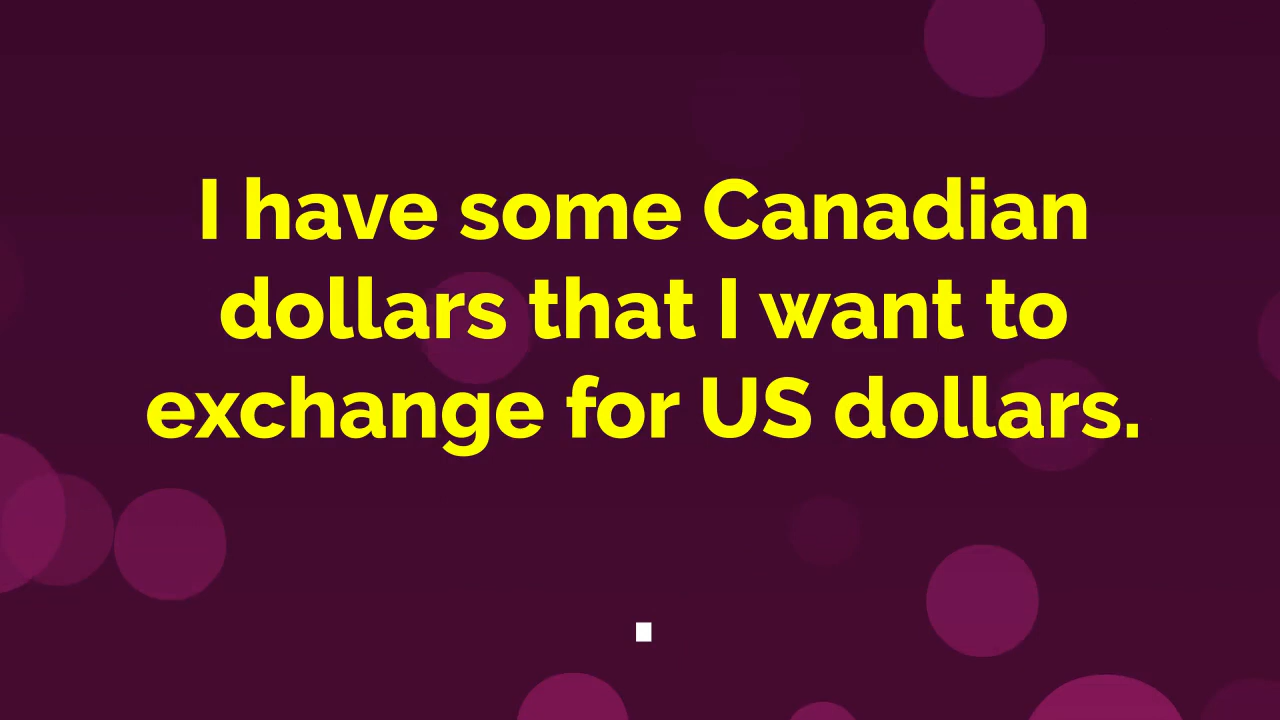 I have some Canadian
dollars that I want to
exchange for US dollars.